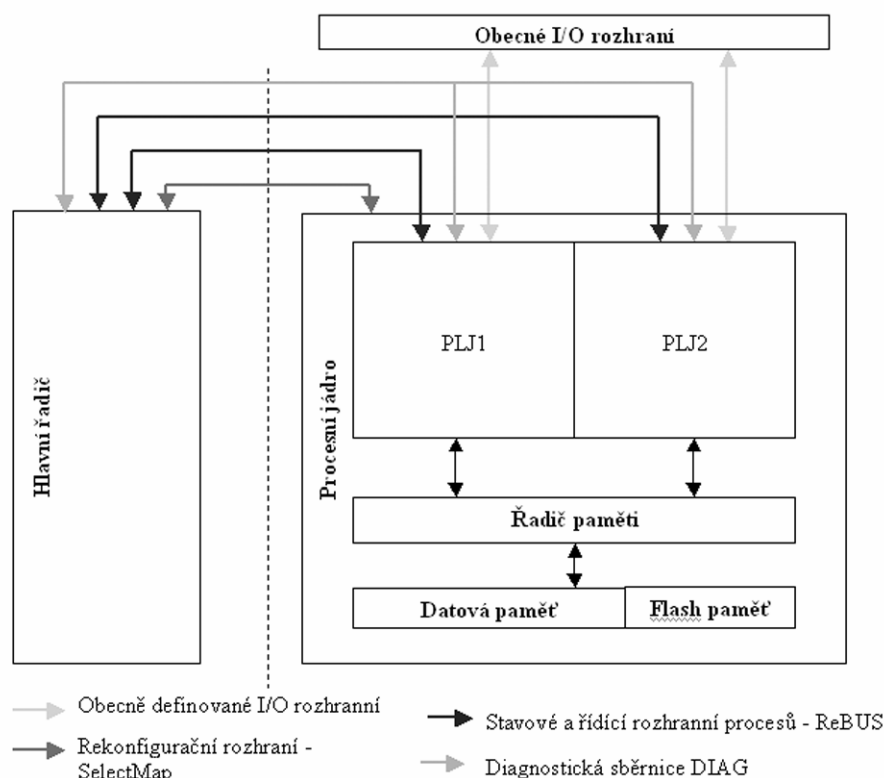 Obecné I/O rozhraní
Hlavní řadič
Procesní jádro
PLJ1
PLJ2
Řadič paměti
Datová paměť
Flash paměť
Obecně definované I/O rozhranní
Rekonfigurační rozhraní -
SelectMap
Stavové a řídící rozhranní procesů - ReBUS
Diagnostická sběrnice DIAG